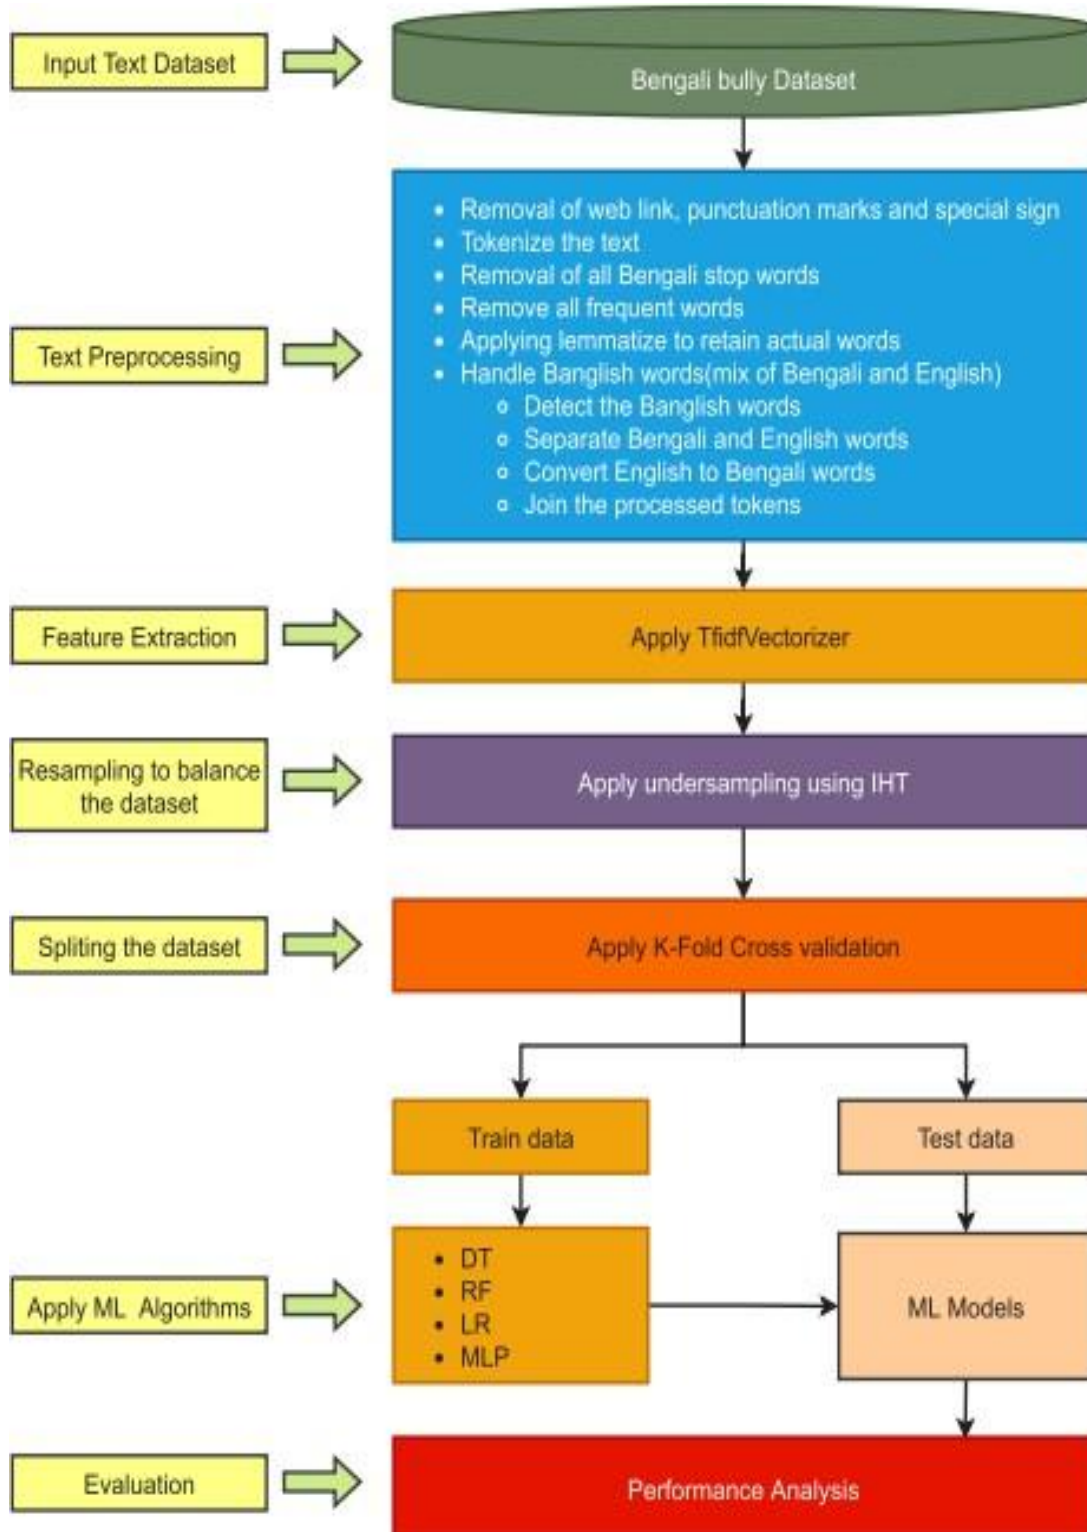 Input Text Dataset
Bengali bully Dataset
Text Preprocessing
• Removal of web link, punctuation marks and special sign
• Tokenize the text
• Removal of all Bengali stop words
• Remove all frequent words
• Applying lemmatize to retain actual words
• Handle Banglish words(mix of Bengali and English)
o Detect the Banglish words
o Separate Bengali and English words
o Convert English to Bengali words
o Join the processed tokens
Feature Extraction
Apply TfidfVectorizer
Resampling to balance
the dataset
Apply undersampling using IHT
Spliting the dataset
Apply K-Fold Cross validation
Train data
Test data
Apply ML Algorithms
• DT
• RF
• LR
• MLP
ML Models
Evaluation
Performance Analysis